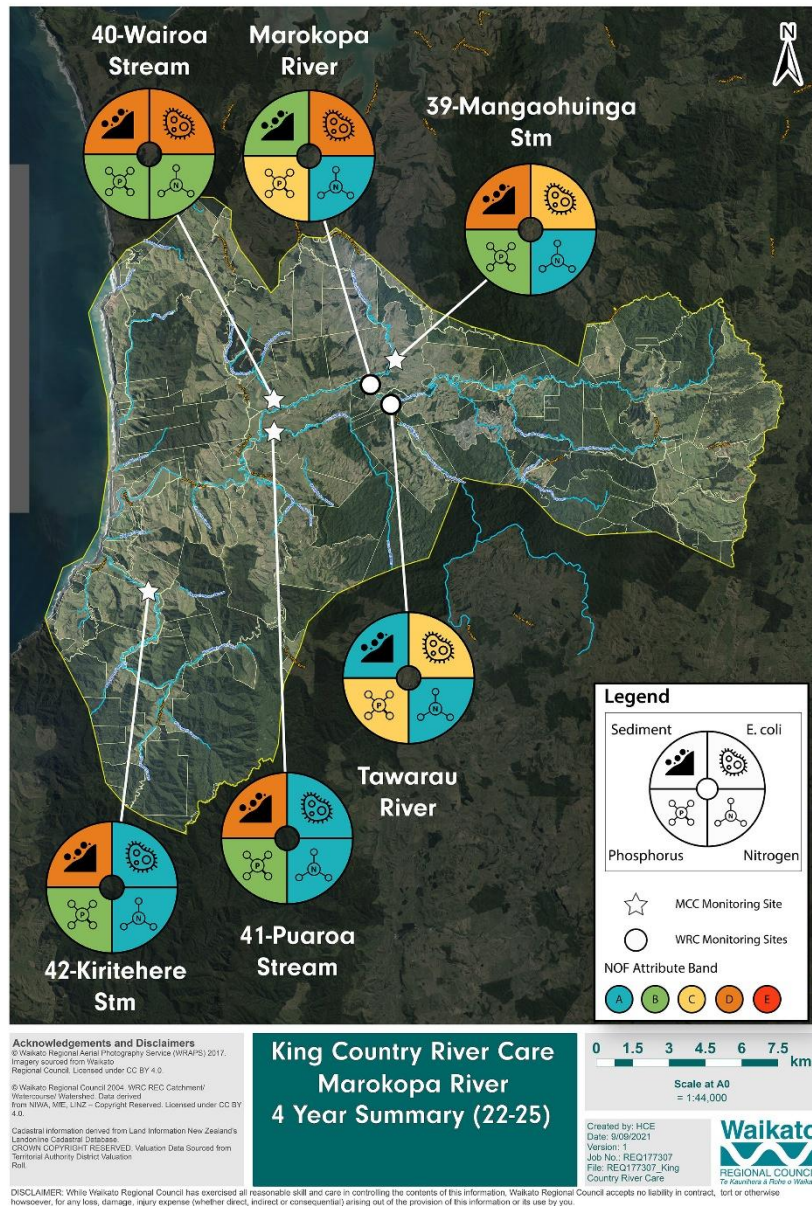 40-Wairoa
Stream
Marokopa
River
39-Mangaohuinga
Stm
N
P
N
P
N
P
N
P
N
Tawarau
River
P
N
41-Puaroa
Stream
P
N
42-Kiritehere
Stm
Legend
Sediment
E. coli
P
N
Phosphorus
Nitrogen
MCC Monitoring Site
WRC Monitoring Sites
NOF Attribute Band
A B C D E
Acknowledgements and Disclaimers
© Waikato Regional Aerial Photography Service (WRAPS) 2017.
Imagery sourced from Waikato
Regional Council. Licensed under CC BY 4.0.
© Waikato Regional Council 2004. WRC REC Catchment/
Watercourse/ Watershed. Data derived
from NIWA, MfE, LINZ – Copyright Reserved. Licensed under CC BY
4.0.
Cadastral information derived from Land Information New Zealand's
Landonline Cadastral Database.
CROWN COPYRIGHT RESERVED. Valuation Data Sourced from
Territorial Authority District Valuation
Roll.
King Country River Care
Marokopa River
4 Year Summary (22-25)
0 1.5 3 4.5 6 7.5
km
Scale at A0
= 1:44,000
Created by: HCE
Date: 9/09/2021
Version: 1
Job No.: REQ177307
File: REQ177307_King
Country River Care
Waikato
REGIONAL COUNCIL
Te Kaunihera ā Rohe o Waikato
DISCLAIMER: While Waikato Regional Council has exercised all reasonable skill and care in controlling the contents of this information, Waikato Regional Council accepts no liability in contract, tort or otherwise
howsoever, for any loss, damage, injury expense (whether direct, indirect or consequential) arising out of the provision of this information or its use by you.